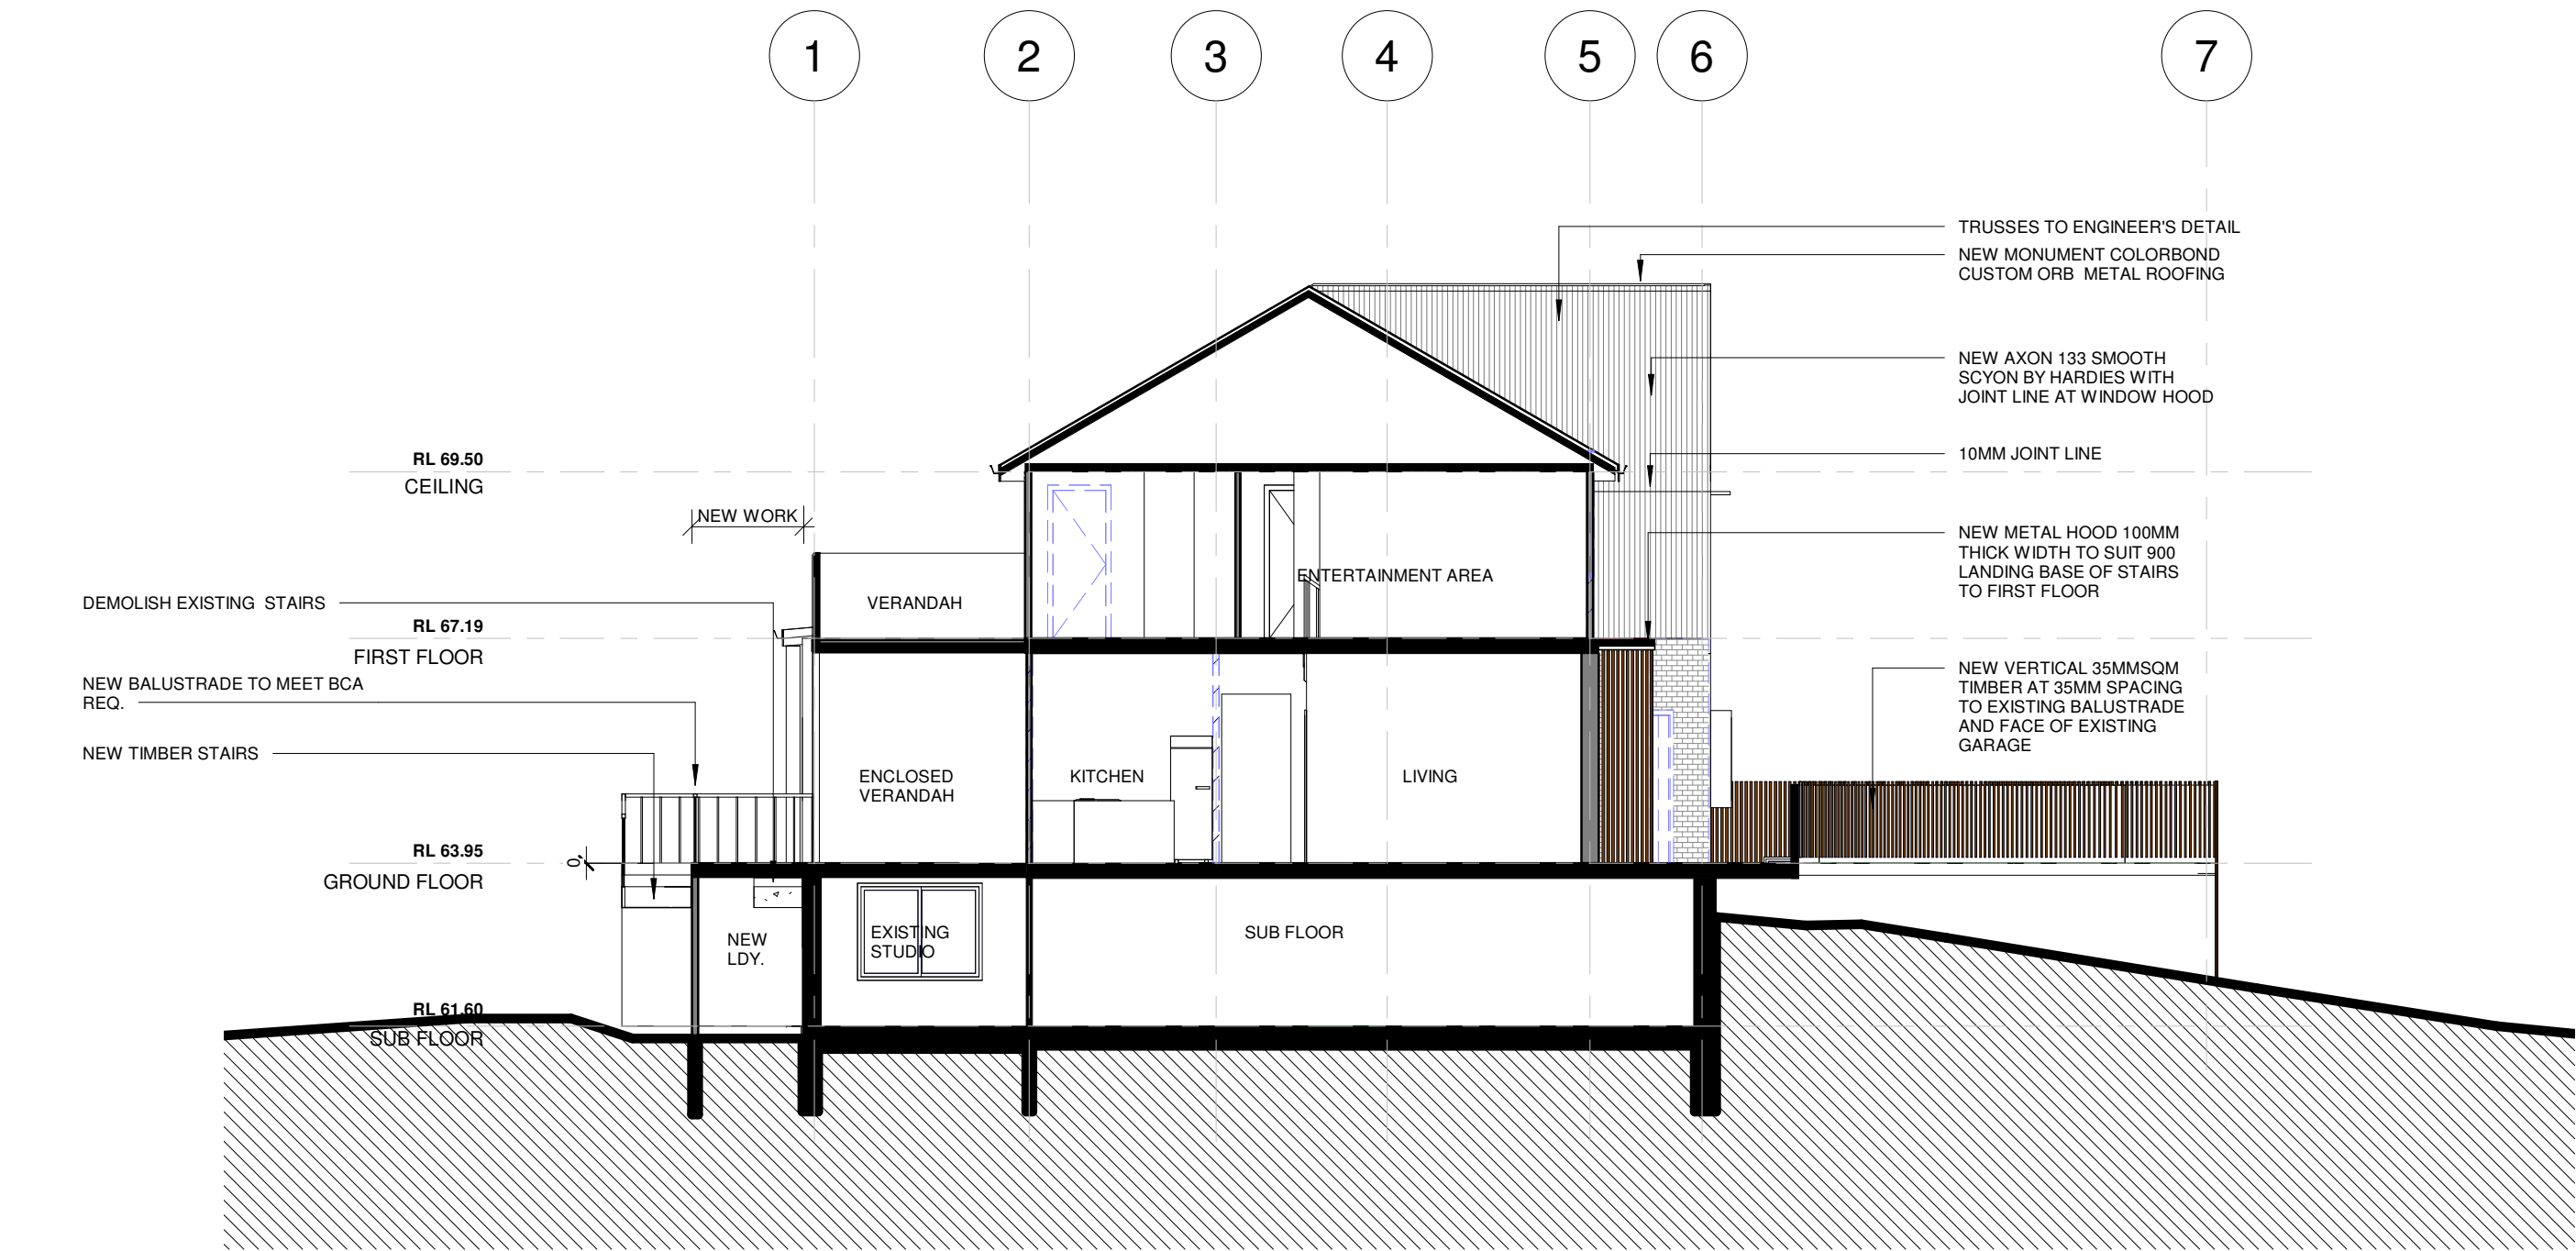 1
2
3
4
5
6
7
TRUSSES TO ENGINEER'S DETAIL
NEW MONUMENT COLORBOND
CUSTOM ORB METAL ROOFING
NEW AXON 133 SMOOTH
SCYON BY HARDIES WITH
JOINT LINE AT WINDOW HOOD
10MM JOINT LINE
NEW METAL HOOD 100MM
THICK WIDTH TO SUIT 900
LANDING BASE OF STAIRS
TO FIRST FLOOR
NEW VERTICAL 35MMSQM
TIMBER AT 35MM SPACING
TO EXISTING BALUSTRADE
AND FACE OF EXISTING
GARAGE
RL 69.50
CEILING
NEW WORK
DEMOLISH EXISTING STAIRS
RL 67.19
FIRST FLOOR
NEW BALUSTRADE TO MEET BCA
REQ.
NEW TIMBER STAIRS
RL 63.95
GROUND FLOOR
0,
RL 61.60
SUB FLOOR
VERANDAH
ENTERTAINMENT AREA
ENCLOSED
VERANDAH
KITCHEN
LIVING
NEW
LDY.
EXISTING
STUDIO
SUB FLOOR